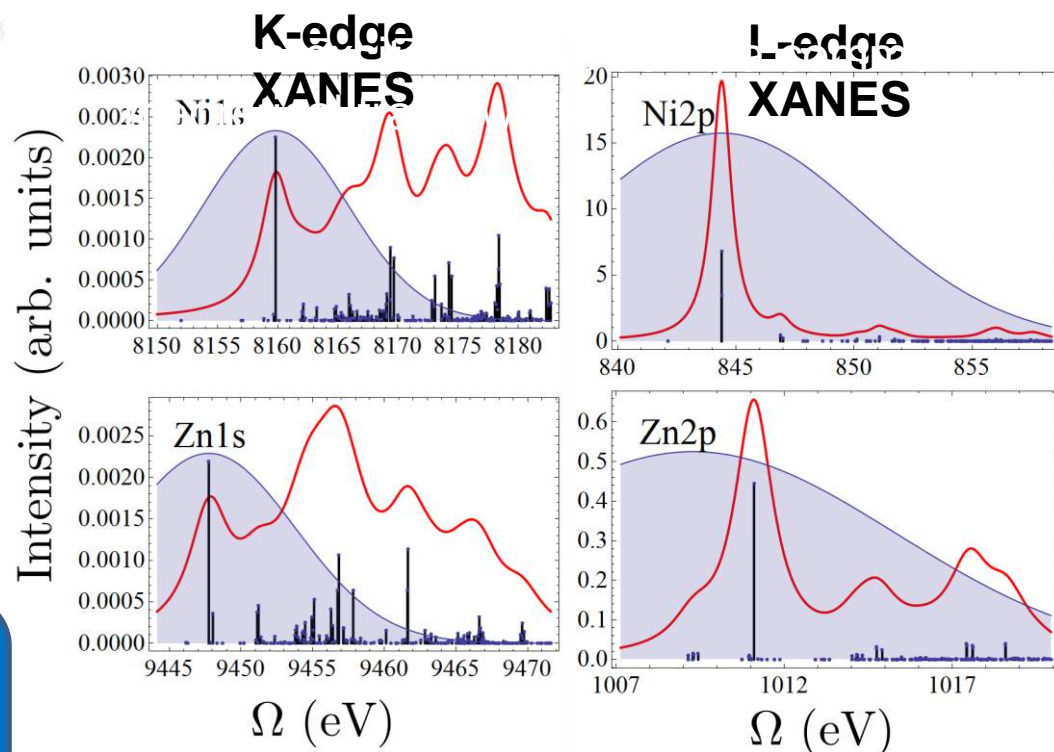 K-edge
XANES
L-edge
XANES
Intensity (arb. units)
Ni1s
0.0030
0.0020
0.0015
0.0010
0.0005
0.0000
8150 8155 8160 8165 8170 8175 8180
Ni2p
20
15
10
5
0
840 845 850 855
Zn1s
0.0025
0.0020
0.0015
0.0010
0.0005
0.0000
9445 9450 9455 9460 9465 9470
Ω (eV)
Zn2p
0.6
0.5
0.4
0.3
0.2
0.1
0.0
1007 1012 1017
Ω (eV)